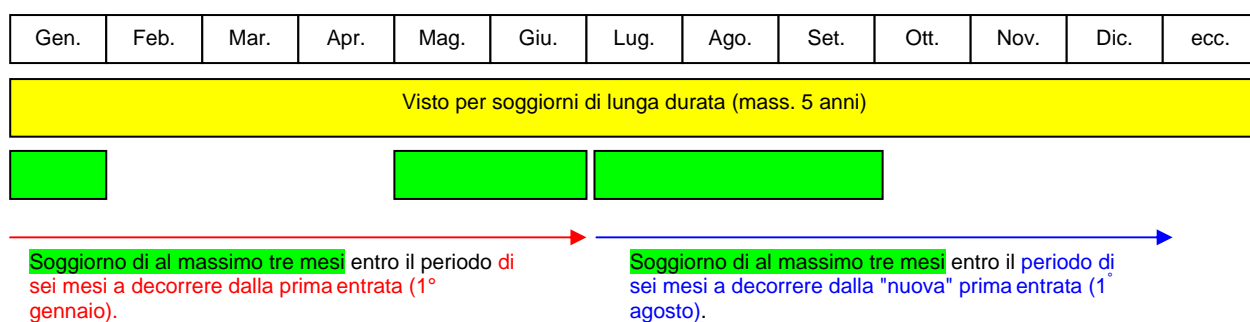 Gen. Feb. Mar. Apr. Mag. Giu. Lug. Ago. Set. Ott. Nov. Dic. ecc.
Visto per soggiorni di lunga durata (mass. 5 anni)
Soggiorno di al massimo tre mesi entro il periodo di
sei mesi a decorrere dalla prima entrata (1°
gennaio).
Soggiorno di al massimo tre mesi entro il periodo di
sei mesi a decorrere dalla "nuova" prima entrata (1°
agosto).